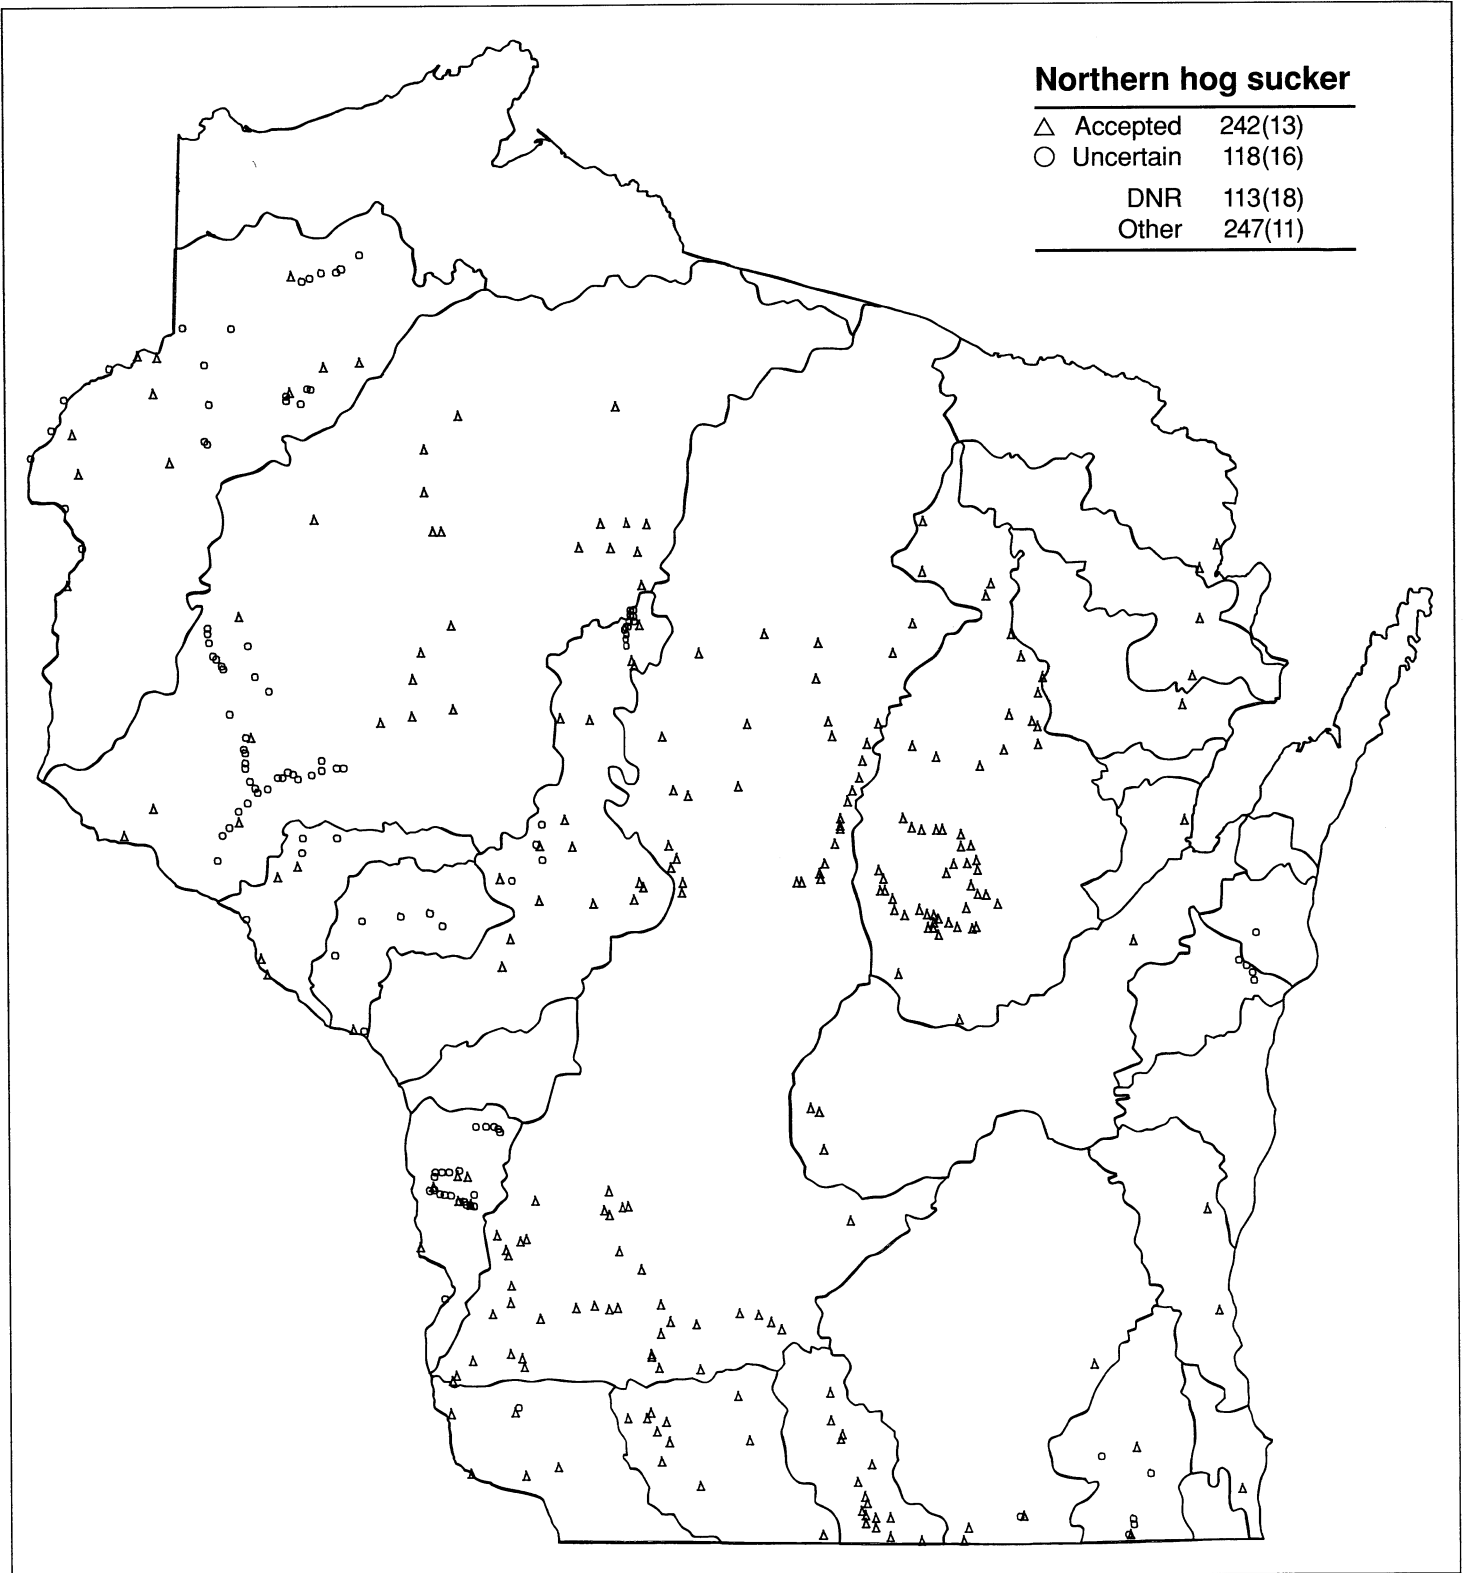 Northern hog sucker
△ Accepted 242(13)
○ Uncertain 118(16)
DNR 113(18)
Other 247(11)